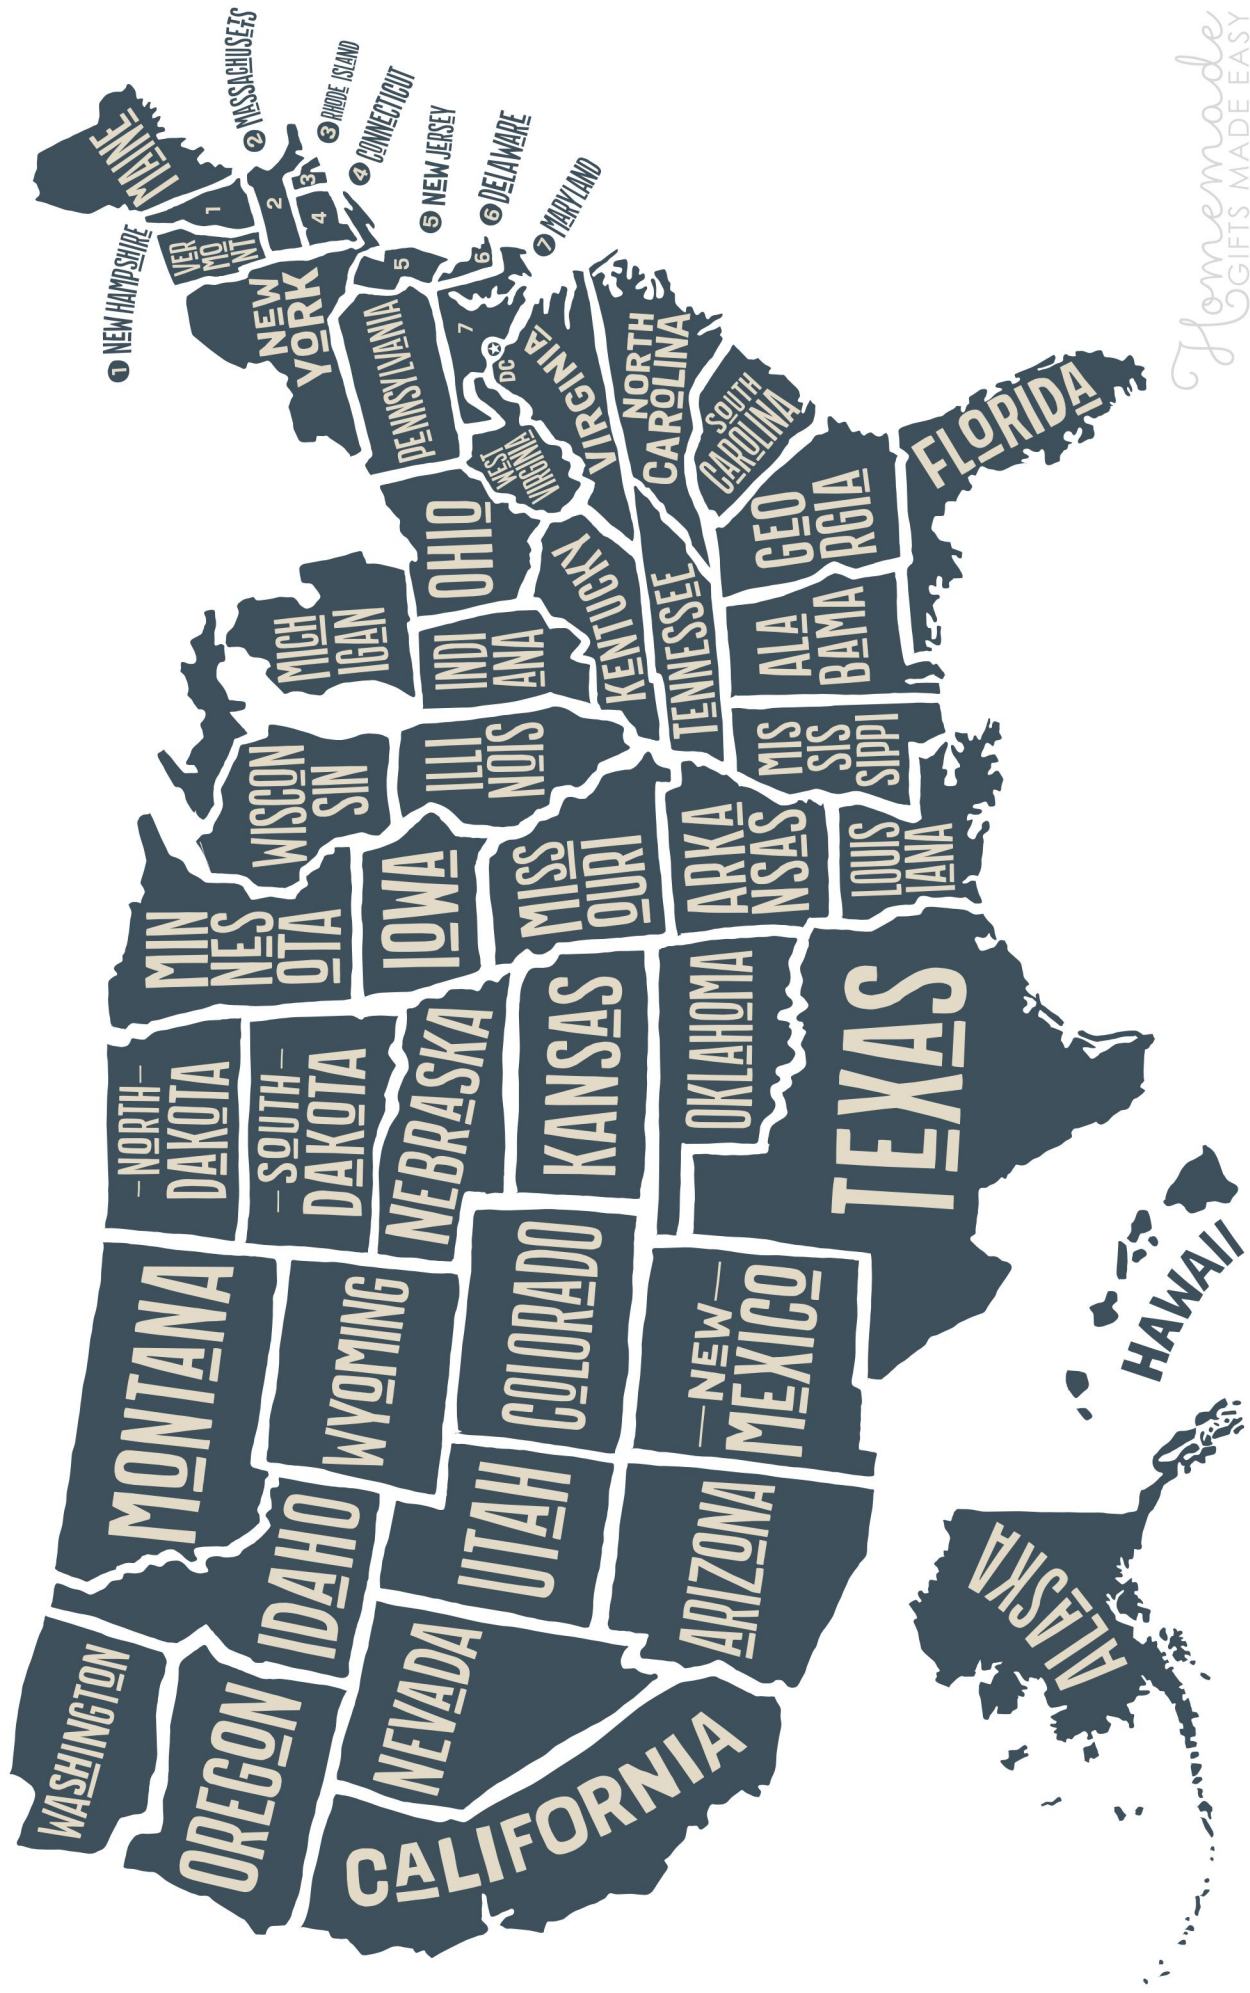 WASHINGTON
OREGON
CALIFORNIA
NEVADA
IDAHO
MONTANA
WYOMING
UTAH
ARIZONA
COLORADO
NEW
MEXICO
NORTH
DAKOTA
SOUTH
DAKOTA
NEBRASKA
KANSAS
OKLAHOMA
TEXAS
MIN
NES
OTA
IOWA
MISS
OURI
ARKA
NSAS
LOUIS
IANA
WISCON
SIN
ILLI
NOIS
MICH
IGAN
INDI
ANA
OHIO
KENTUCKY
TENNESSEE
MIS
SIS
SIPPI
ALA
BAMA
GEO
RGIA
FLORIDA
SOUTH
CAROLINA
NORTH
CAROLINA
VIRGINIA
WEST
VIRGINIA
DC
PENNSYLVANIA
NEW
YORK
VER
MO
NT
MAINE
1
2
3
4
5
6
7
1 NEW HAMPSHIRE
2 MASSACHUSETTS
3 RHODE ISLAND
4 CONNECTICUT
5 NEW JERSEY
6 DELAWARE
7 MARYLAND
ALASKA
HAWAII
Homemade
GIFTS MADE EASY